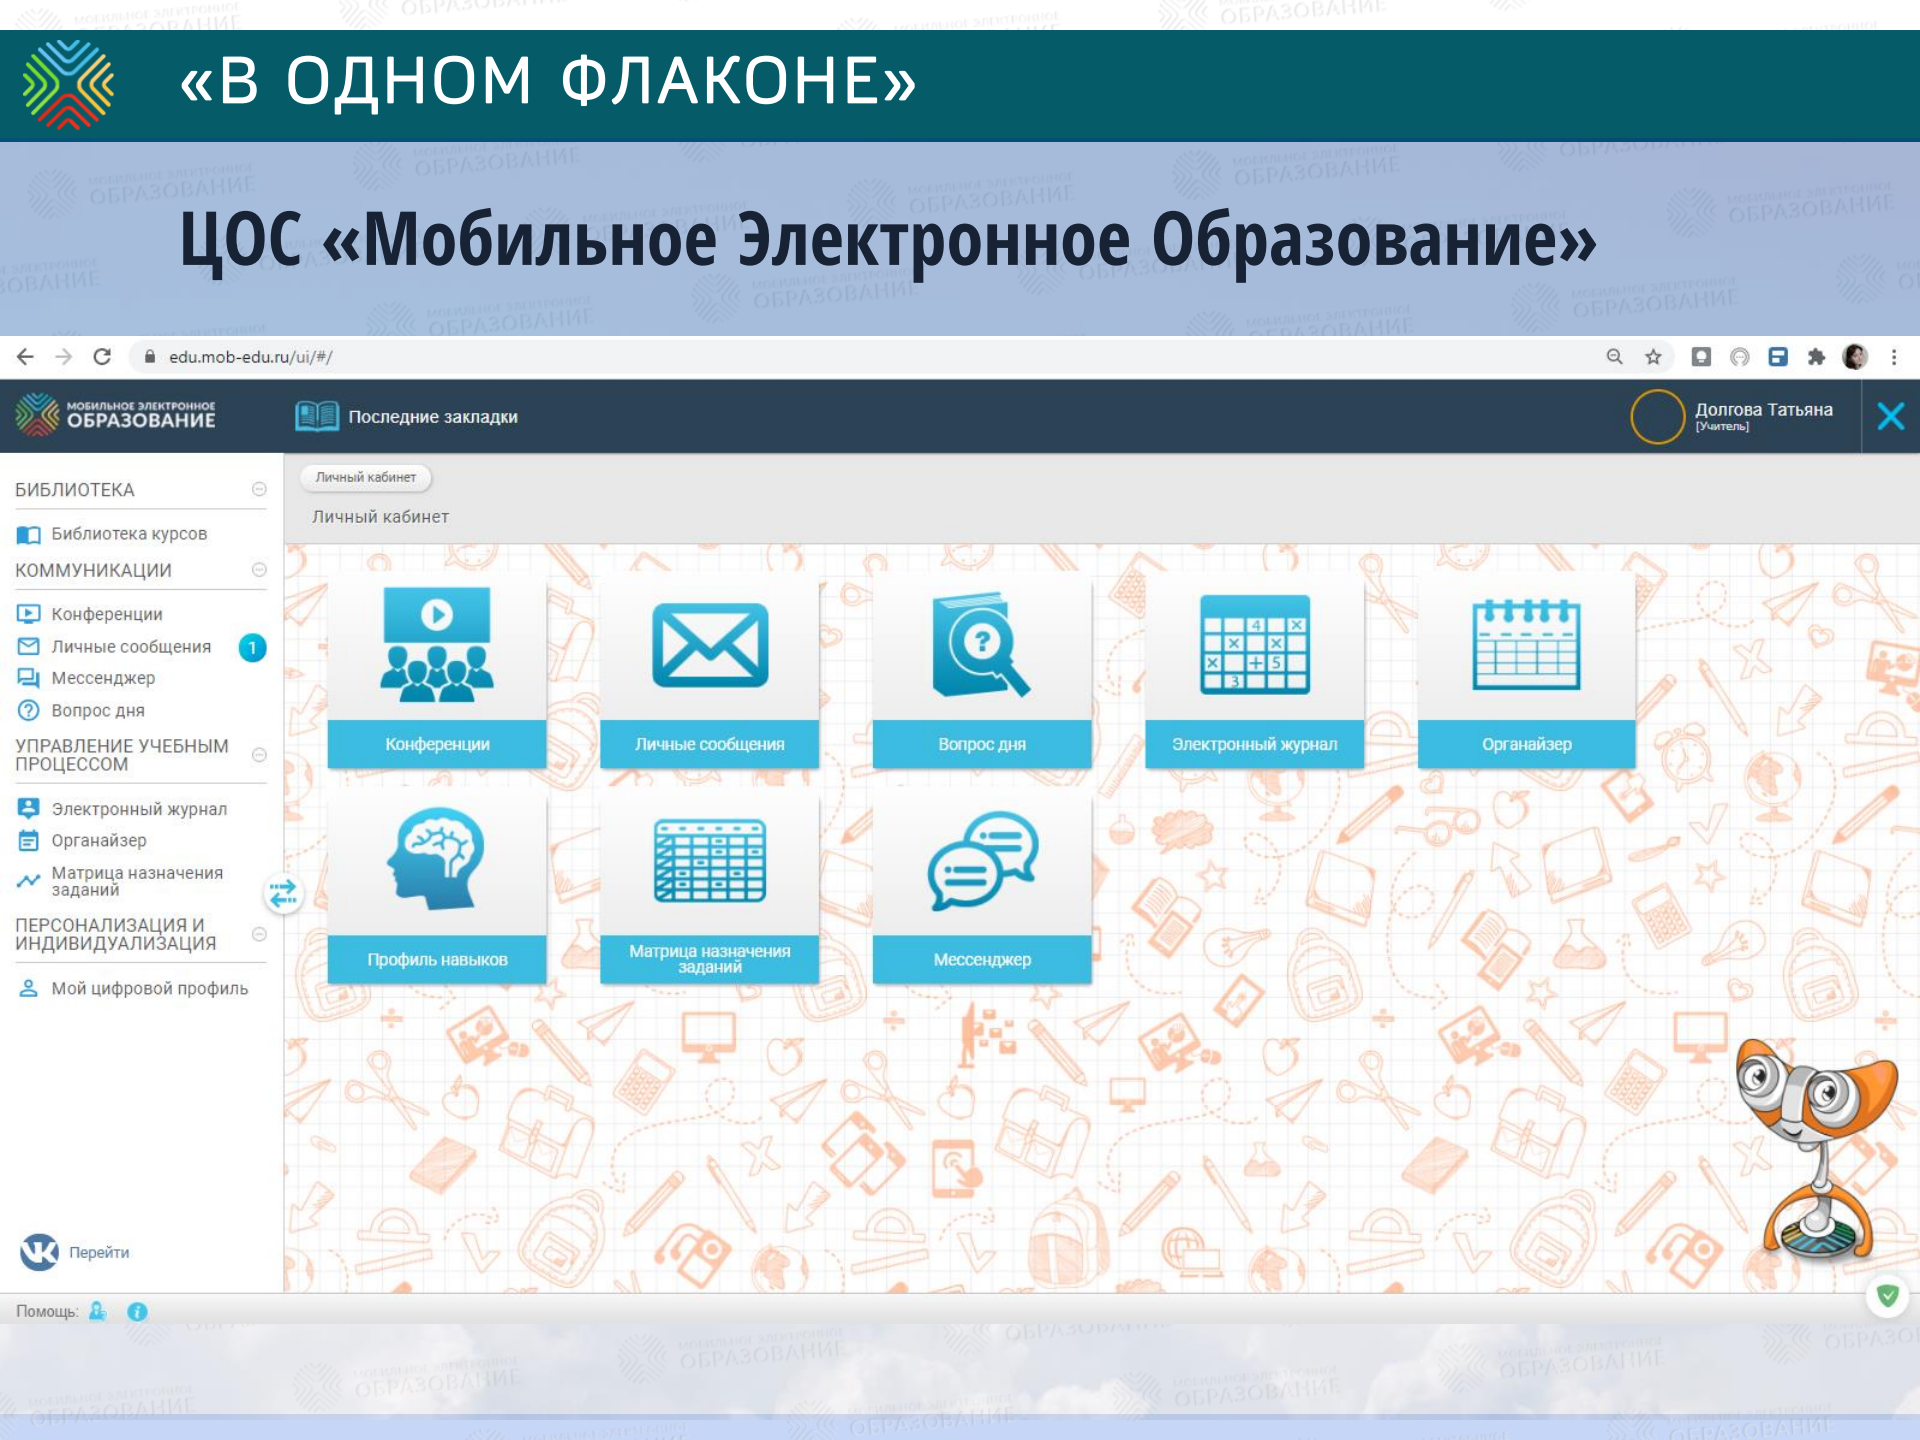 «В ОДНОМ ФЛАКОНЕ»
ЦОС «Мобильное Электронное Образование»
edu.mob-edu.ru/ui/#/
МОБИЛЬНОЕ ЭЛЕКТРОННОЕ
ОБРАЗОВАНИЕ
Последние закладки
Долгова Татьяна
[Учитель]
БИБЛИОТЕКА
Библиотека курсов
КОММУНИКАЦИИ
Конференции
Личные сообщения 1
Мессенджер
Вопрос дня
УПРАВЛЕНИЕ УЧЕБНЫМ
ПРОЦЕССОМ
Электронный журнал
Органайзер
Матрица назначения
заданий
ПЕРСОНАЛИЗАЦИЯ И
ИНДИВИДУАЛИЗАЦИЯ
Мой цифровой профиль
Перейти
Помощь:
Личный кабинет
Личный кабинет
Конференции
Личные сообщения
Вопрос дня
Электронный журнал
Органайзер
Профиль навыков
Матрица назначения
заданий
Мессенджер